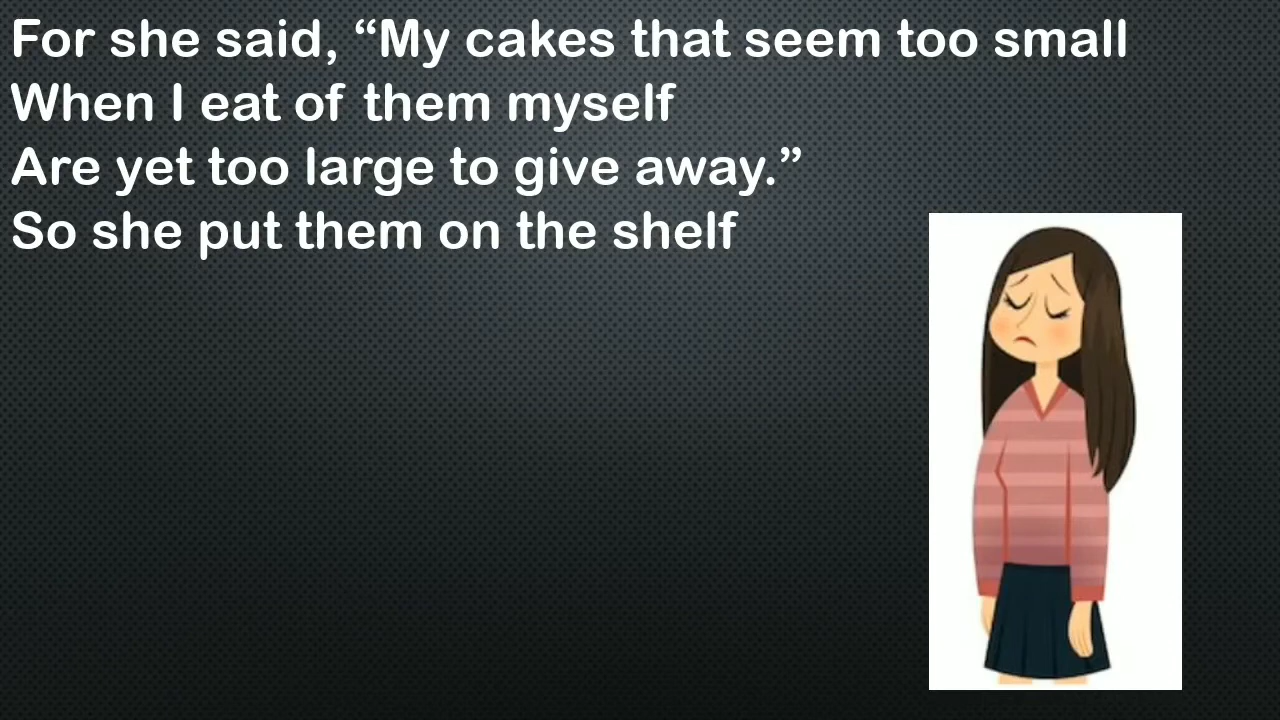 For she said, “My cakes that seem too small
When I eat of them myself
Are yet too large to give away.”
So she put them on the shelf